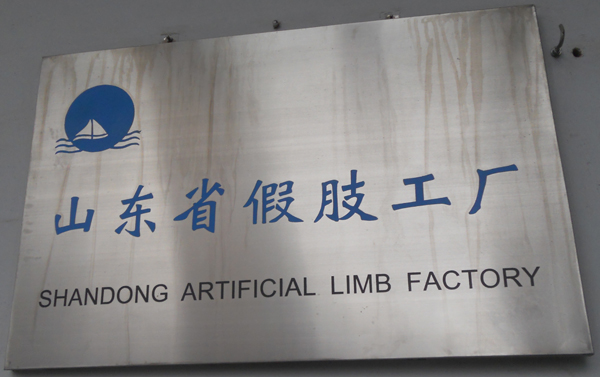 山东省假肢工厂
SHANDONG ARTIFICIAL LIMB FACTORY